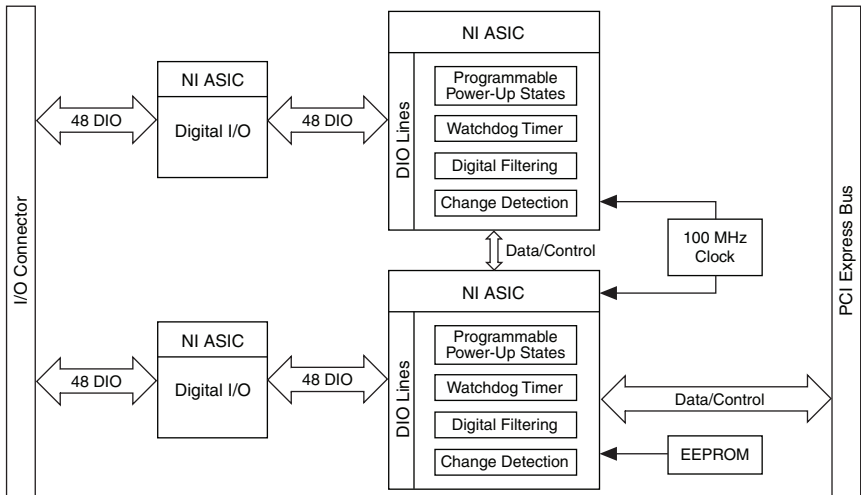 I/O Connector
48 DIO
NI ASIC
Digital I/O
48 DIO
NI ASIC
DIO Lines
Programmable
Power-Up States
Watchdog Timer
Digital Filtering
Change Detection
100 MHz
Clock
PCI Express Bus
Data/Control
48 DIO
NI ASIC
Digital I/O
48 DIO
NI ASIC
DIO Lines
Programmable
Power-Up States
Watchdog Timer
Digital Filtering
Change Detection
Data/Control
EEPROM